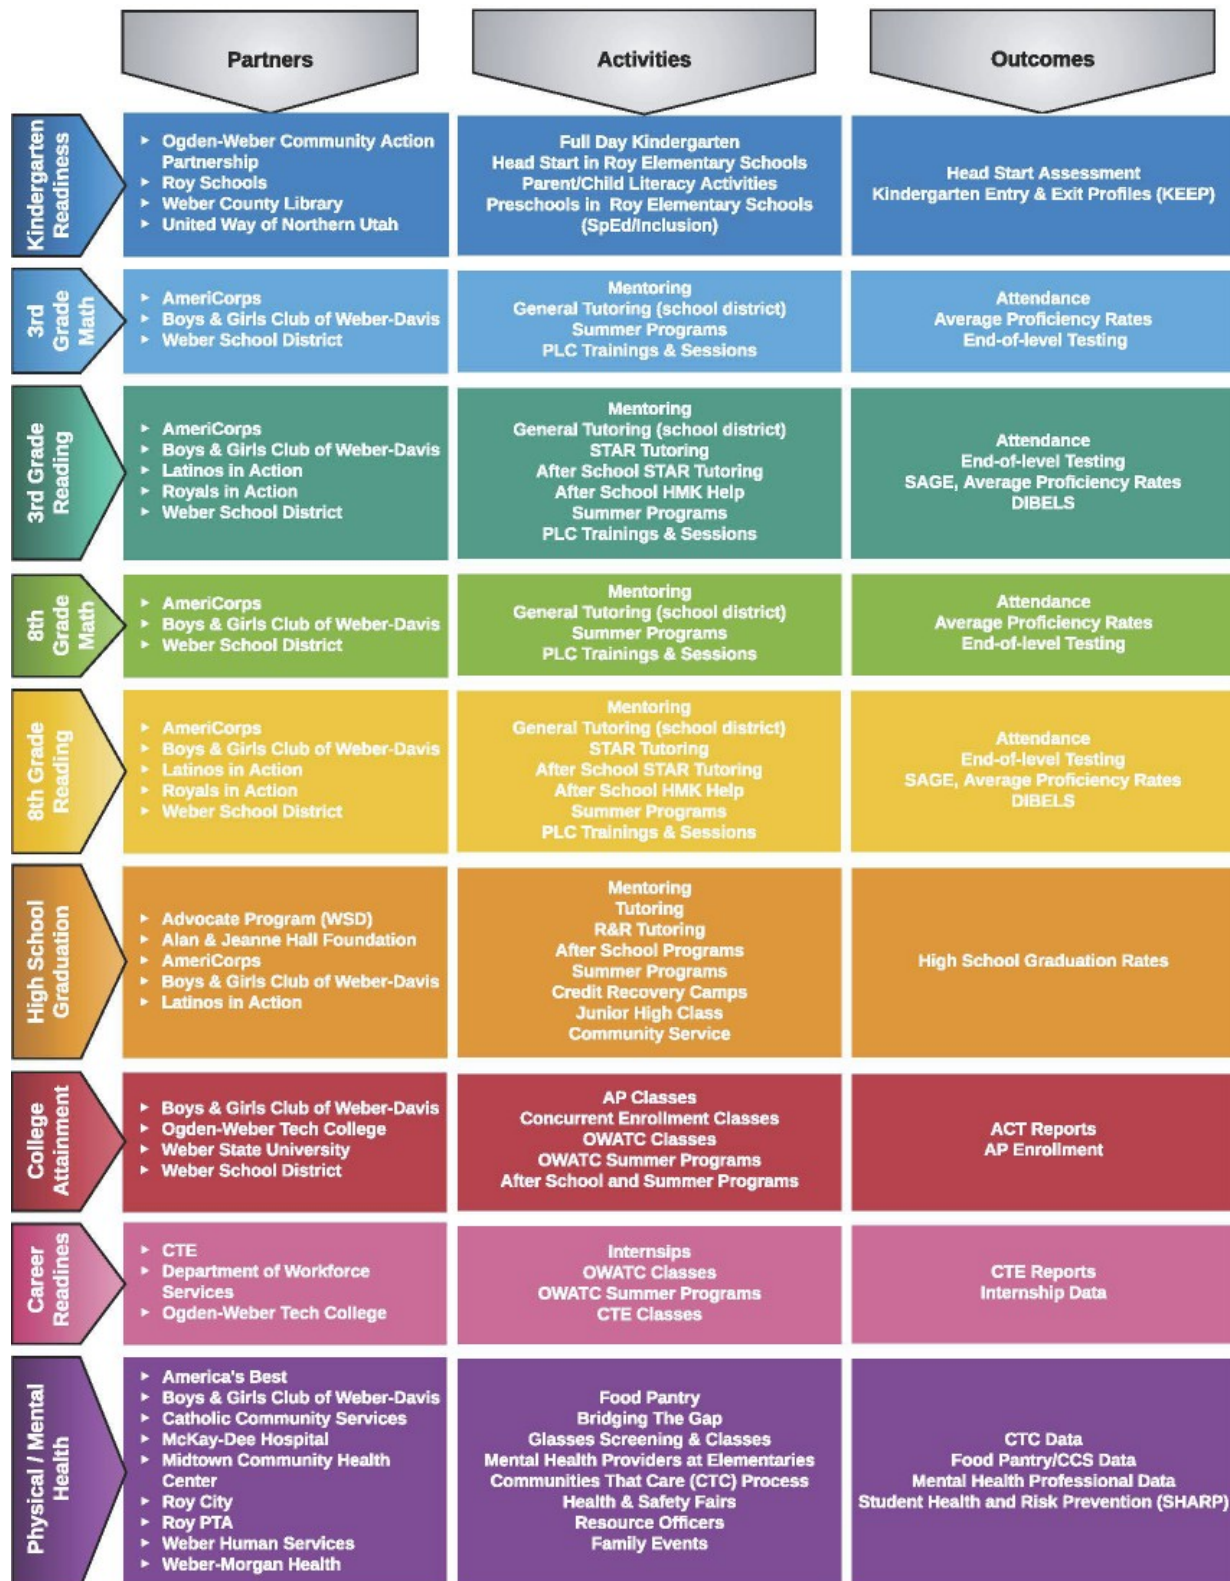 Partners
Activities
Outcomes
Kindergarten
Readiness
► Ogden-Weber Community Action
Partnership
► Roy Schools
► Weber County Library
► United Way of Northern Utah
Full Day Kindergarten
Head Start in Roy Elementary Schools
Parent/Child Literacy Activities
Preschools in Roy Elementary Schools
(SpEd/Inclusion)
Head Start Assessment
Kindergarten Entry & Exit Profiles (KEEP)
3rd
Grade
Math
► AmeriCorps
► Boys & Girls Club of Weber-Davis
► Weber School District
Mentoring
General Tutoring (school district)
Summer Programs
PLC Trainings & Sessions
Attendance
Average Proficiency Rates
End-of-level Testing
3rd Grade
Reading
► AmeriCorps
► Boys & Girls Club of Weber-Davis
► Latinos in Action
► Royals in Action
► Weber School District
Mentoring
General Tutoring (school district)
STAR Tutoring
After School STAR Tutoring
After School HMK Help
Summer Programs
PLC Trainings & Sessions
Attendance
End-of-level Testing
SAGE, Average Proficiency Rates
DIBELS
8th
Grade
Math
► AmeriCorps
► Boys & Girls Club of Weber-Davis
► Weber School District
Mentoring
General Tutoring (school district)
Summer Programs
PLC Trainings & Sessions
Attendance
Average Proficiency Rates
End-of-level Testing
8th Grade
Reading
► AmeriCorps
► Boys & Girls Club of Weber-Davis
► Latinos in Action
► Royals in Action
► Weber School District
Mentoring
General Tutoring (school district)
STAR Tutoring
After School STAR Tutoring
After School HMK Help
Summer Programs
PLC Trainings & Sessions
Attendance
End-of-level Testing
SAGE, Average Proficiency Rates
DIBELS
High School
Graduation
► Advocate Program (WSD)
► Alan & Jeanne Hall Foundation
► AmeriCorps
► Boys & Girls Club of Weber-Davis
► Latinos in Action
Mentoring
Tutoring
R&R Tutoring
After School Programs
Summer Programs
Credit Recovery Camps
Junior High Class
Community Service
High School Graduation Rates
College
Attainment
► Boys & Girls Club of Weber-Davis
► Ogden-Weber Tech College
► Weber State University
► Weber School District
AP Classes
Concurrent Enrollment Classes
OWATC Classes
OWATC Summer Programs
After School and Summer Programs
ACT Reports
AP Enrollment
Career
Readines
► CTE
► Department of Workforce
Services
► Ogden-Weber Tech College
Internsips
OWATC Classes
OWATC Summer Programs
CTE Classes
CTE Reports
Internship Data
Physical / Mental
Health
► America's Best
► Boys & Girls Club of Weber-Davis
► Catholic Community Services
► McKay-Dee Hospital
► Midtown Community Health
Center
► Roy City
► Roy PTA
► Weber Human Services
► Weber-Morgan Health
Food Pantry
Bridging The Gap
Glasses Screening & Classes
Mental Health Providers at Elementaries
Communities That Care (CTC) Process
Health & Safety Fairs
Resource Officers
Family Events
CTC Data
Food Pantry/CCS Data
Mental Health Professional Data
Student Health and Risk Prevention (SHARP)